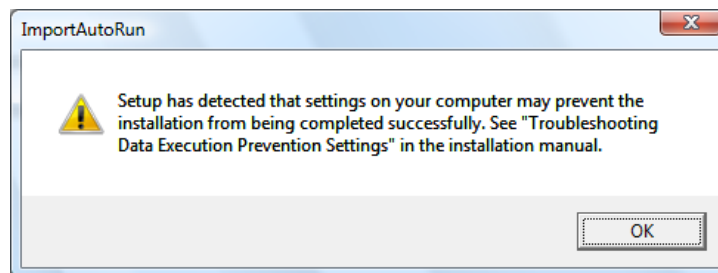 ImportAutoRun
Setup has detected that settings on your computer may prevent the
installation from being completed successfully. See "Troubleshooting
Data Execution Prevention Settings" in the installation manual.
OK